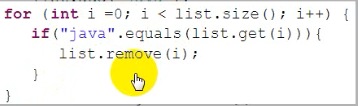 for (int i =0; i < list.size(); i++) {
if("java".equals(list.get(i))){
list.remove(i);
}
}